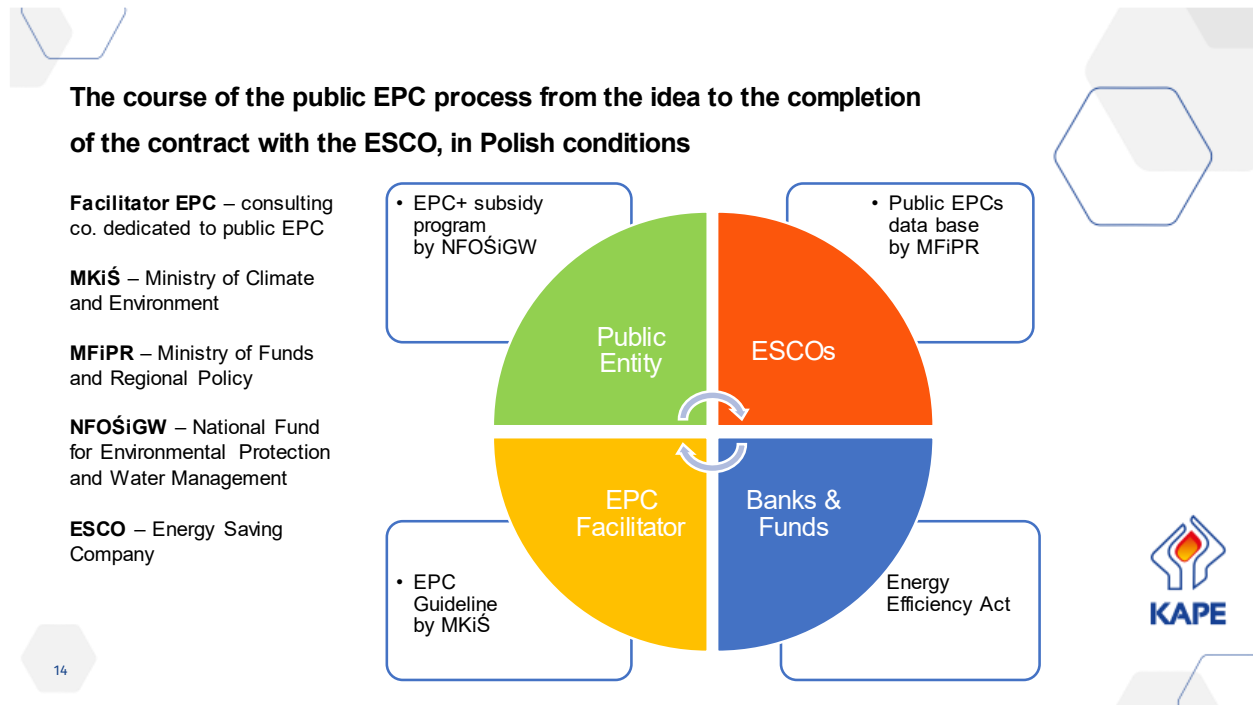 The course of the public EPC process from the idea to the completion
of the contract with the ESCO, in Polish conditions
Facilitator EPC – consulting
co. dedicated to public EPC
MKiŚ – Ministry of Climate
and Environment
MFiPR – Ministry of Funds
and Regional Policy
NFOŚiGW – National Fund
for Environmental Protection
and Water Management
ESCO – Energy Saving
Company
• EPC+ subsidy
program
by NFOŚiGW
• Public EPCs
data base
by MFiPR
Public
Entity
ESCOs
EPC
Facilitator
Banks &
Funds
• EPC
Guideline
by MKiŚ
Energy
Efficiency Act
KAPE
14